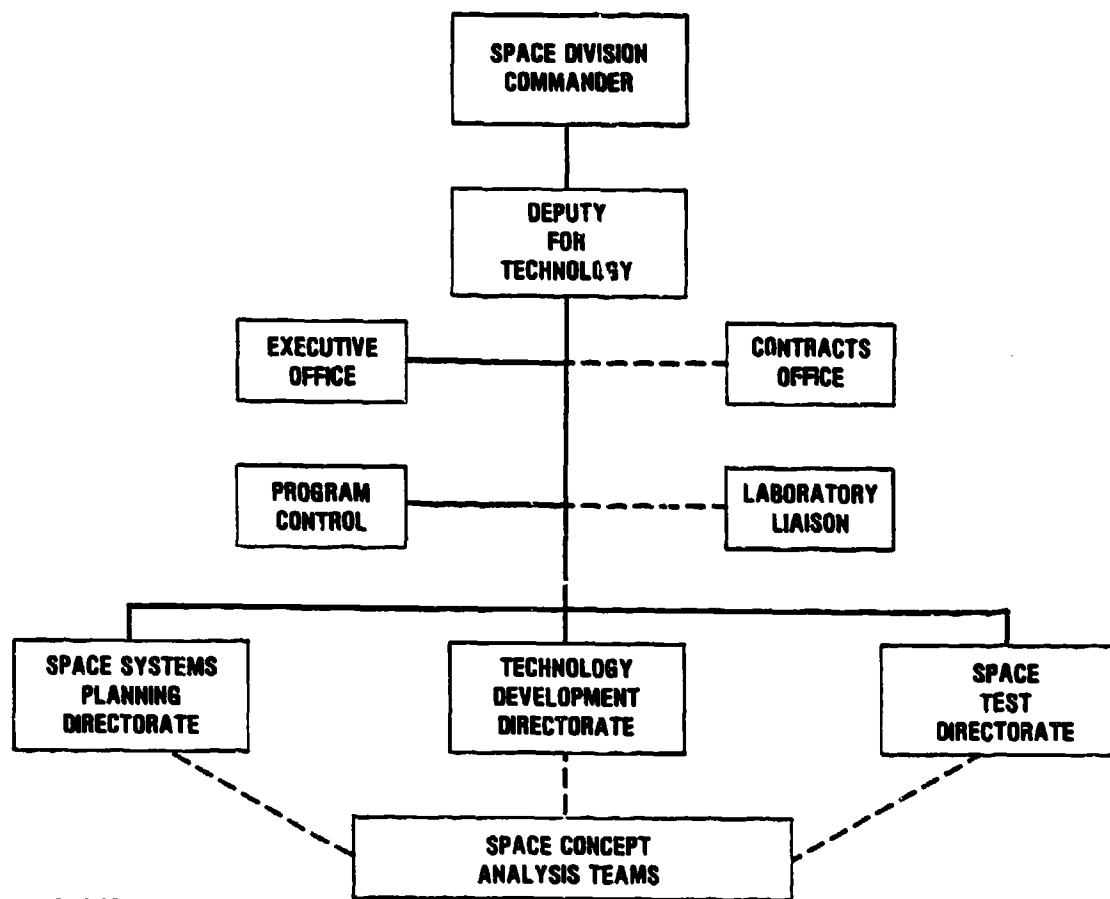 SPACE DIVISION
COMMANDER
DEPUTY
FOR
TECHNOLOGY
EXECUTIVE
OFFICE
CONTRACTS
OFFICE
PROGRAM
CONTROL
LABORATORY
LIAISON
SPACE SYSTEMS
PLANNING
DIRECTORATE
TECHNOLOGY
DEVELOPMENT
DIRECTORATE
SPACE
TEST
DIRECTORATE
SPACE CONCEPT
ANALYSIS TEAMS